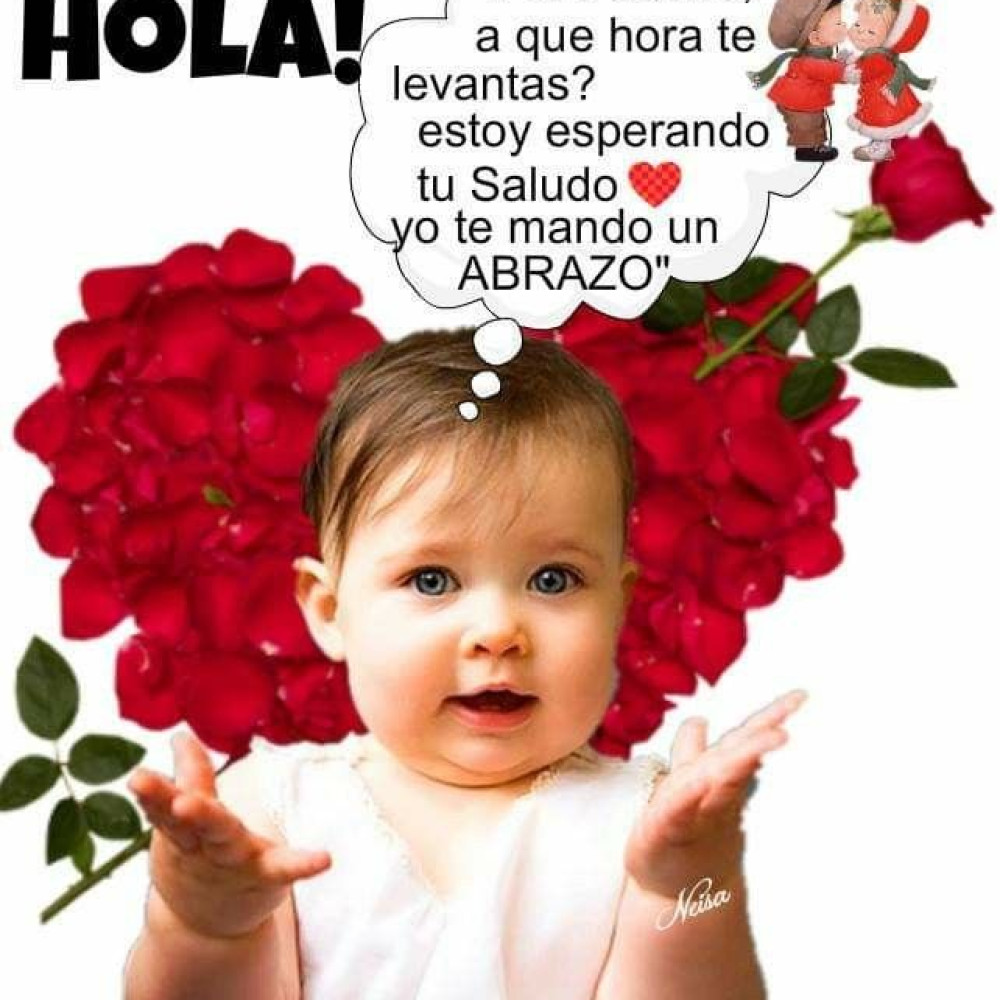 HOLA!
a que hora te
levantas?
estoy esperando
tu Saludo
yo te mando un
ABRAZO"
Neisa